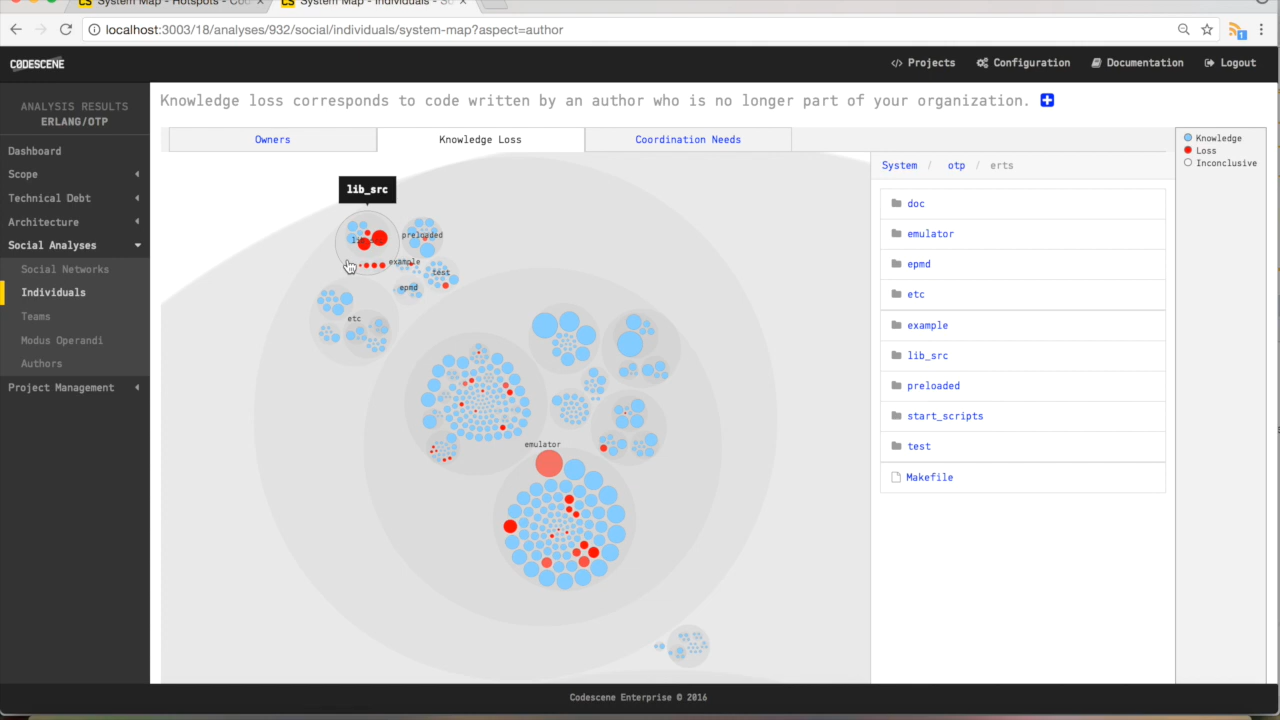 System Map - Hotspots - Cod
System Map - Individuals - So
localhost:3003/18/analyses/932/social/individuals/system-map?aspect=author
1
CODESCENE
Projects
Configuration
Documentation
Logout
ANALYSIS RESULTS
ERLANG/OTP
Dashboard
Scope
Technical Debt
Architecture
Social Analyses
Social Networks
Individuals
Teams
Modus Operandi
Authors
Project Management
Knowledge loss corresponds to code written by an author who is no longer part of your organization.
Owners
Knowledge Loss
Coordination Needs
lib_src
preloaded
example
test
epmd
etc
emulator
System / otp / erts
doc
emulator
epmd
etc
example
lib_src
preloaded
start_scripts
test
Makefile
Knowledge
Loss
Inconclusive
Codescene Enterprise © 2016